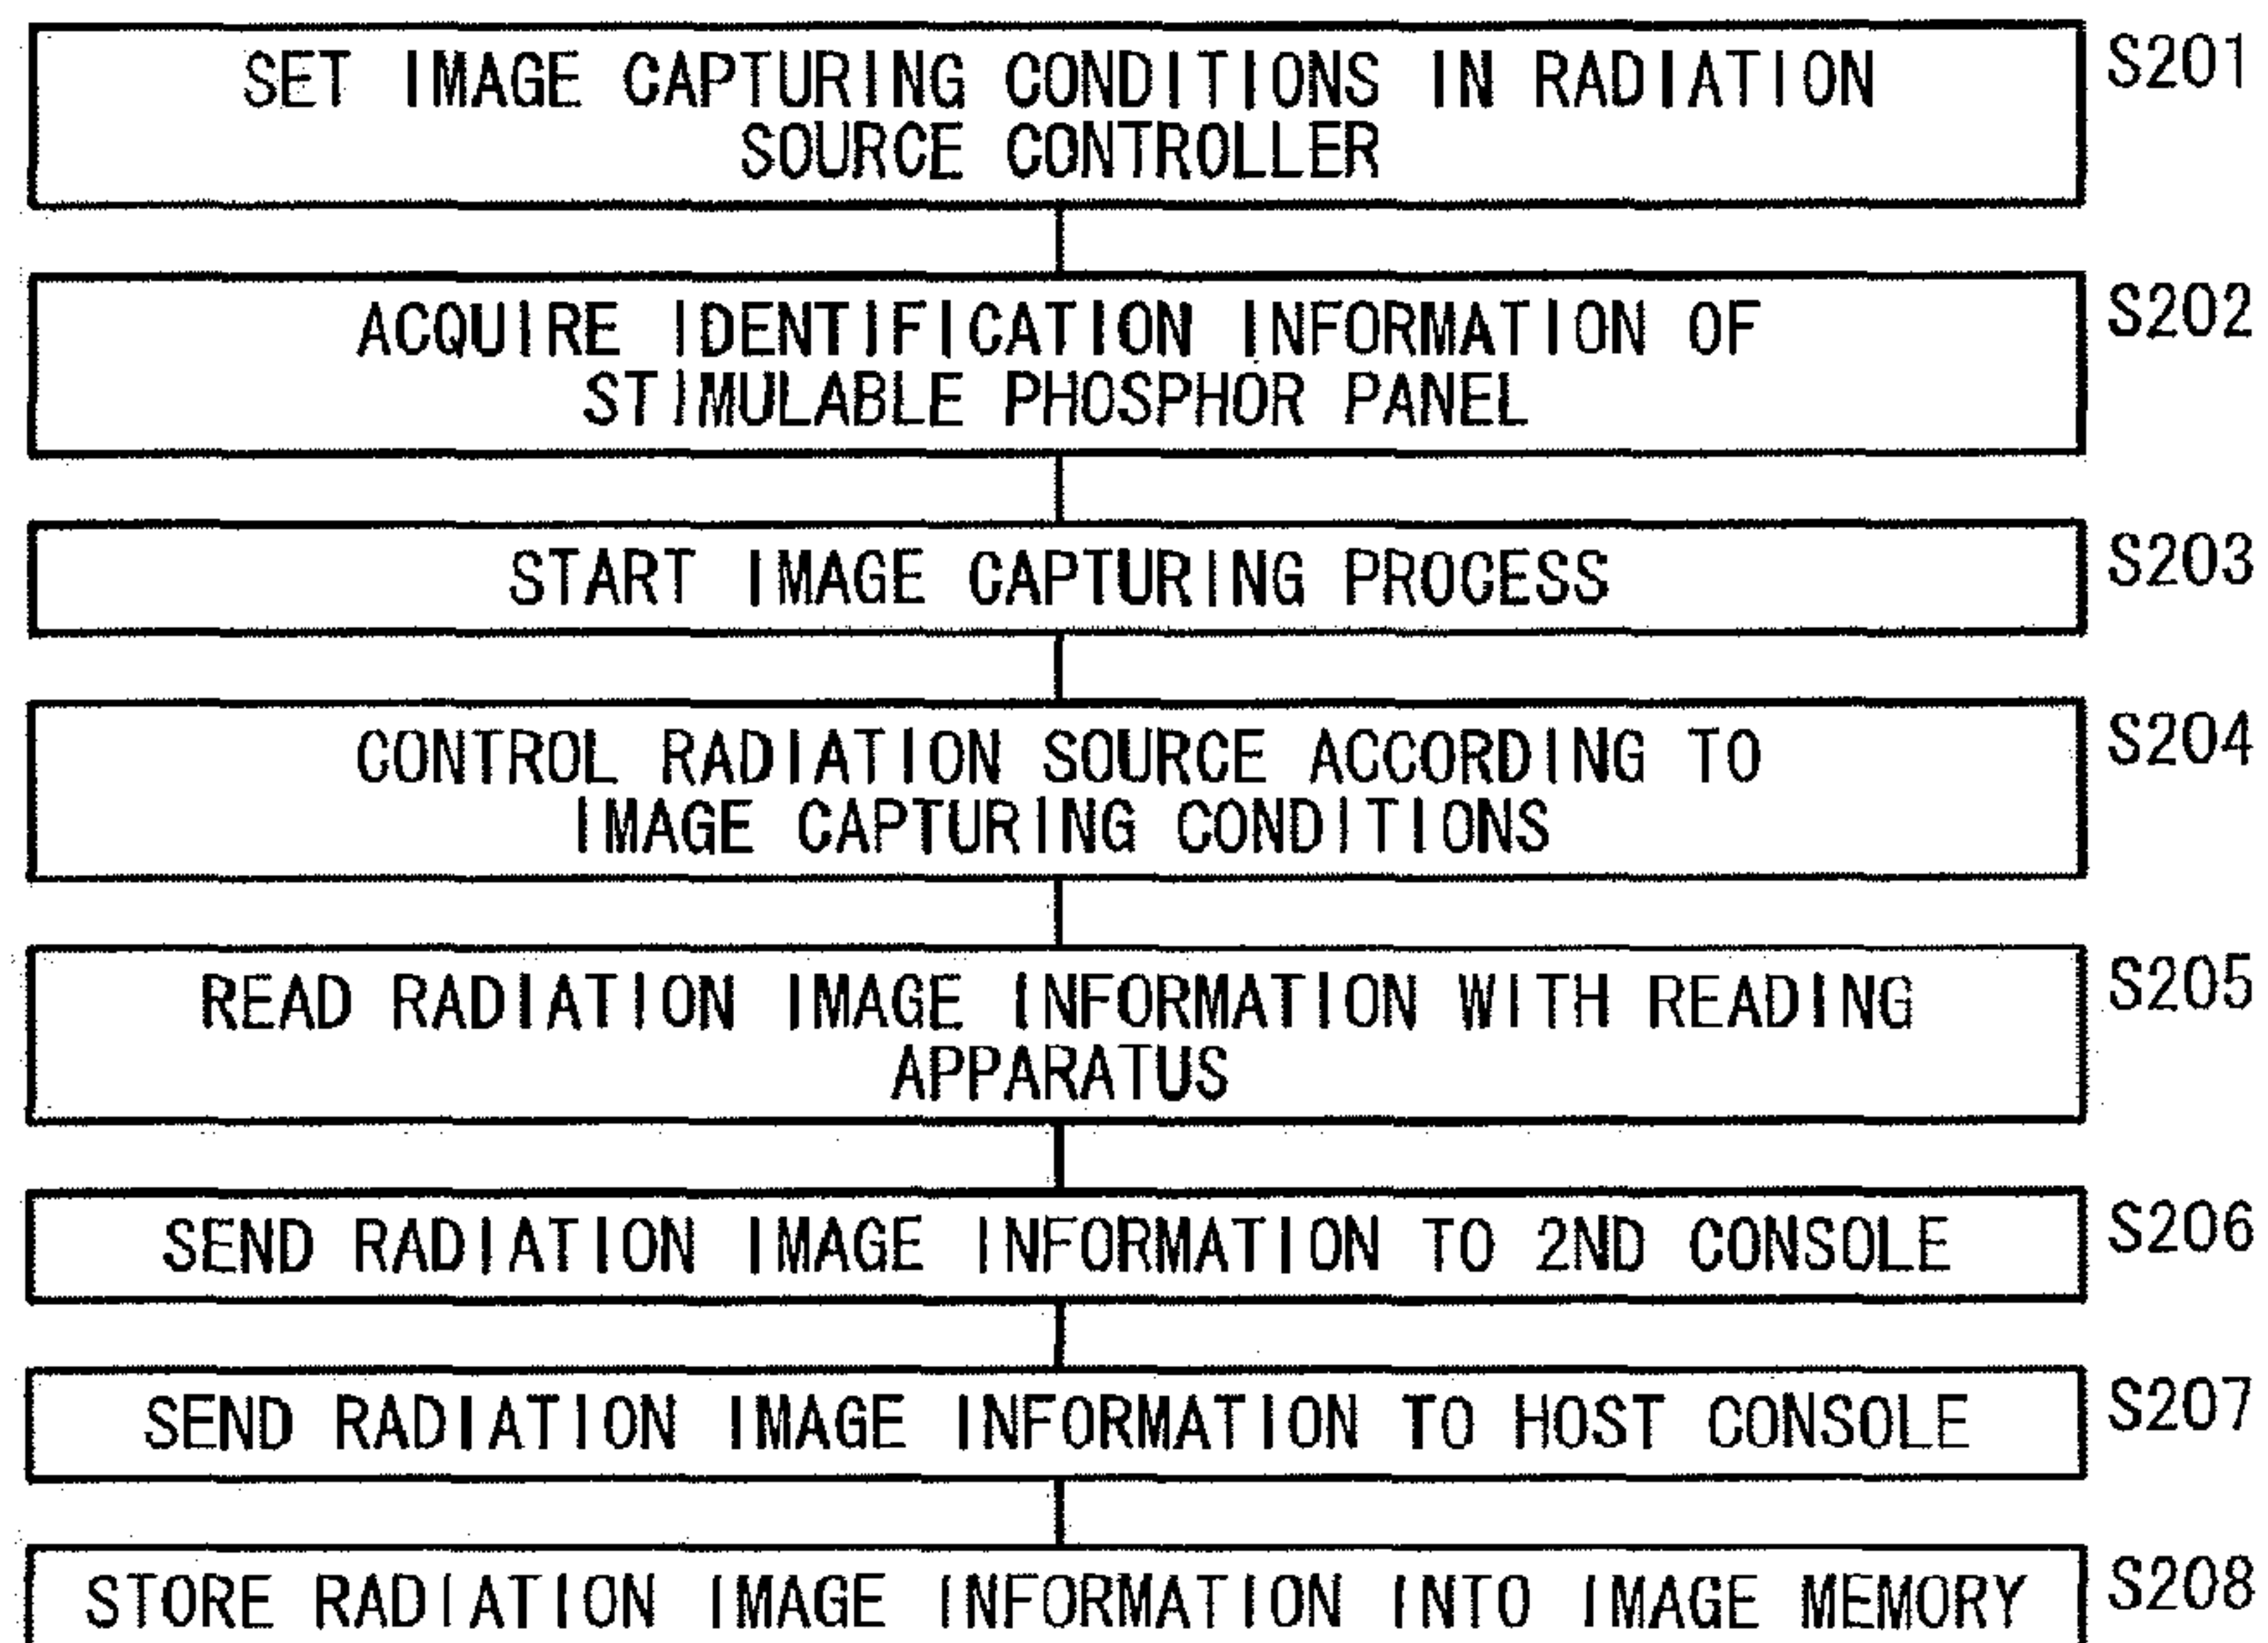 SET IMAGE CAPTURING CONDITIONS IN RADIATION S201
SOURCE CONTROLLER
ACQUIRE IDENTIFICATION INFORMATION OF S202
STIMULABLE PHOSPHOR PANEL
START IMAGE CAPTURING PROCESS S203
CONTROL RADIATION SOURCE ACCORDING TO S204
IMAGE CAPTURING CONDITIONS
READ RADIATION IMAGE INFORMATION WITH READING S205
APPARATUS
SEND RADIATION IMAGE INFORMATION TO 2ND CONSOLE S206
SEND RADIATION IMAGE INFORMATION TO HOST CONSOLE S207
STORE RADIATION IMAGE INFORMATION INTO IMAGE MEMORY S208